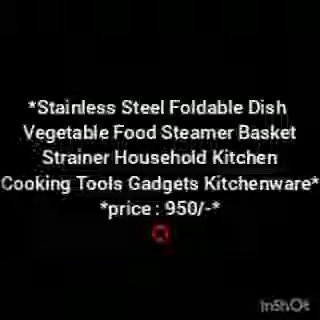 *Stainless Steel Foldable Dish
Vegetable Food Steamer Basket
Strainer Household Kitchen
Cooking Tools Gadgets Kitchenware*
*price : 950/-*
InShOt